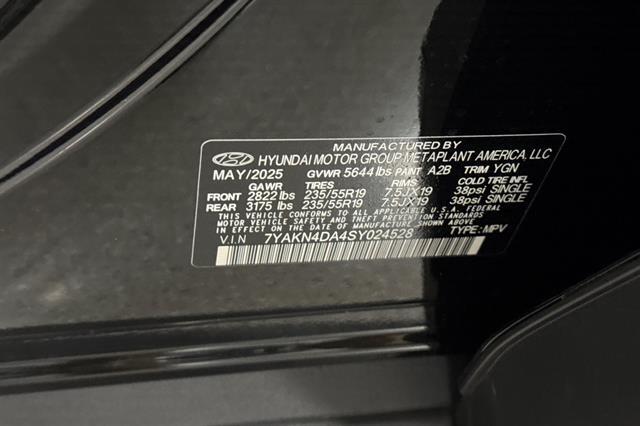 MANUFACTURED BY
HYUNDAI MOTOR GROUP METAPLANT AMERICA, LLC
MAY/2025 GVWR 5644 lbs PAINT A2B TRIM YGN
GAWR TIRES RIMS COLD TIRE INFL
FRONT 2822 lbs 235/55R19 7.5JX19 38psi SINGLE
REAR 3175 lbs 235/55R19 7.5JX19 38psi SINGLE
THIS VEHICLE CONFORMS TO ALL APPLICABLE U.S.A. FEDERAL
MOTOR VEHICLE SAFETY STANDARDS IN EFFECT ON THE DATE OF
MANUFACTURE SHOWN ABOVE
V.I.N 7YAKN4DA4SY024528 TYPE: MPV